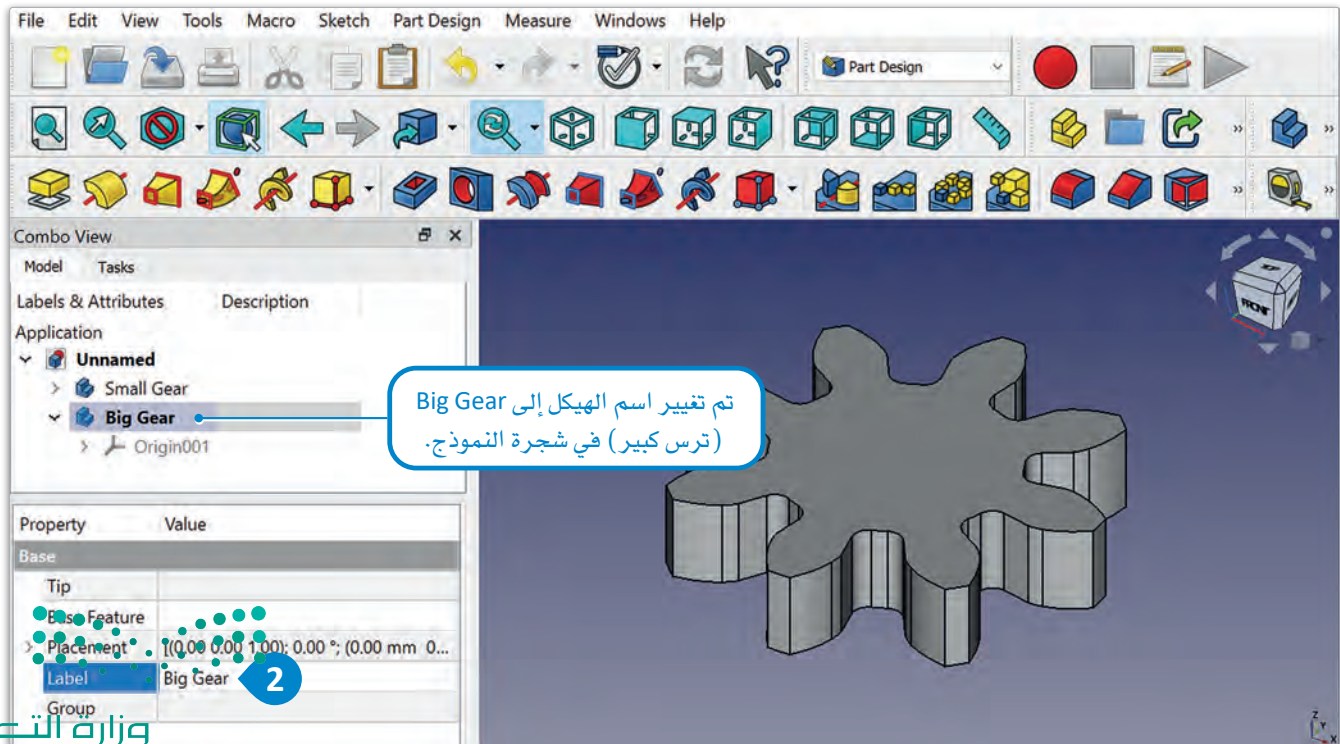 File Edit View Tools Macro Sketch Part Design Measure Windows Help
Part Design
Combo View
Model Tasks
Labels & Attributes Description
Application
Unnamed
Small Gear
Big Gear
Origin001
تم تغيير اسم الهيكل إلى Big Gear
(ترس كبير) في شجرة النموذج.
FRONT
Property Value
Base
Tip
Base Feature
Placement [(0.00 0.00 1.00); 0.00 °; (0.00 mm 0...
Label Big Gear 2
Group
وزارة التـ
Z
Y
X